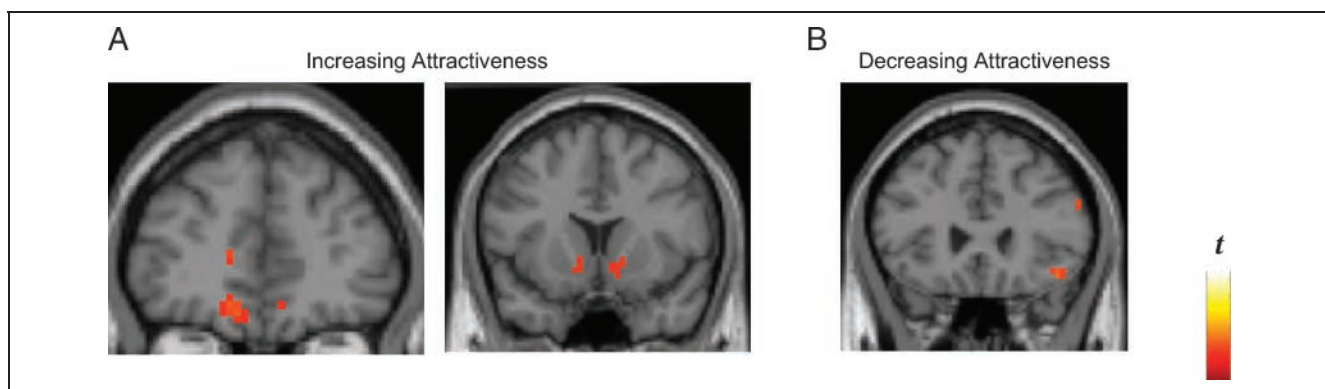 A
Increasing Attractiveness
B
Decreasing Attractiveness
t